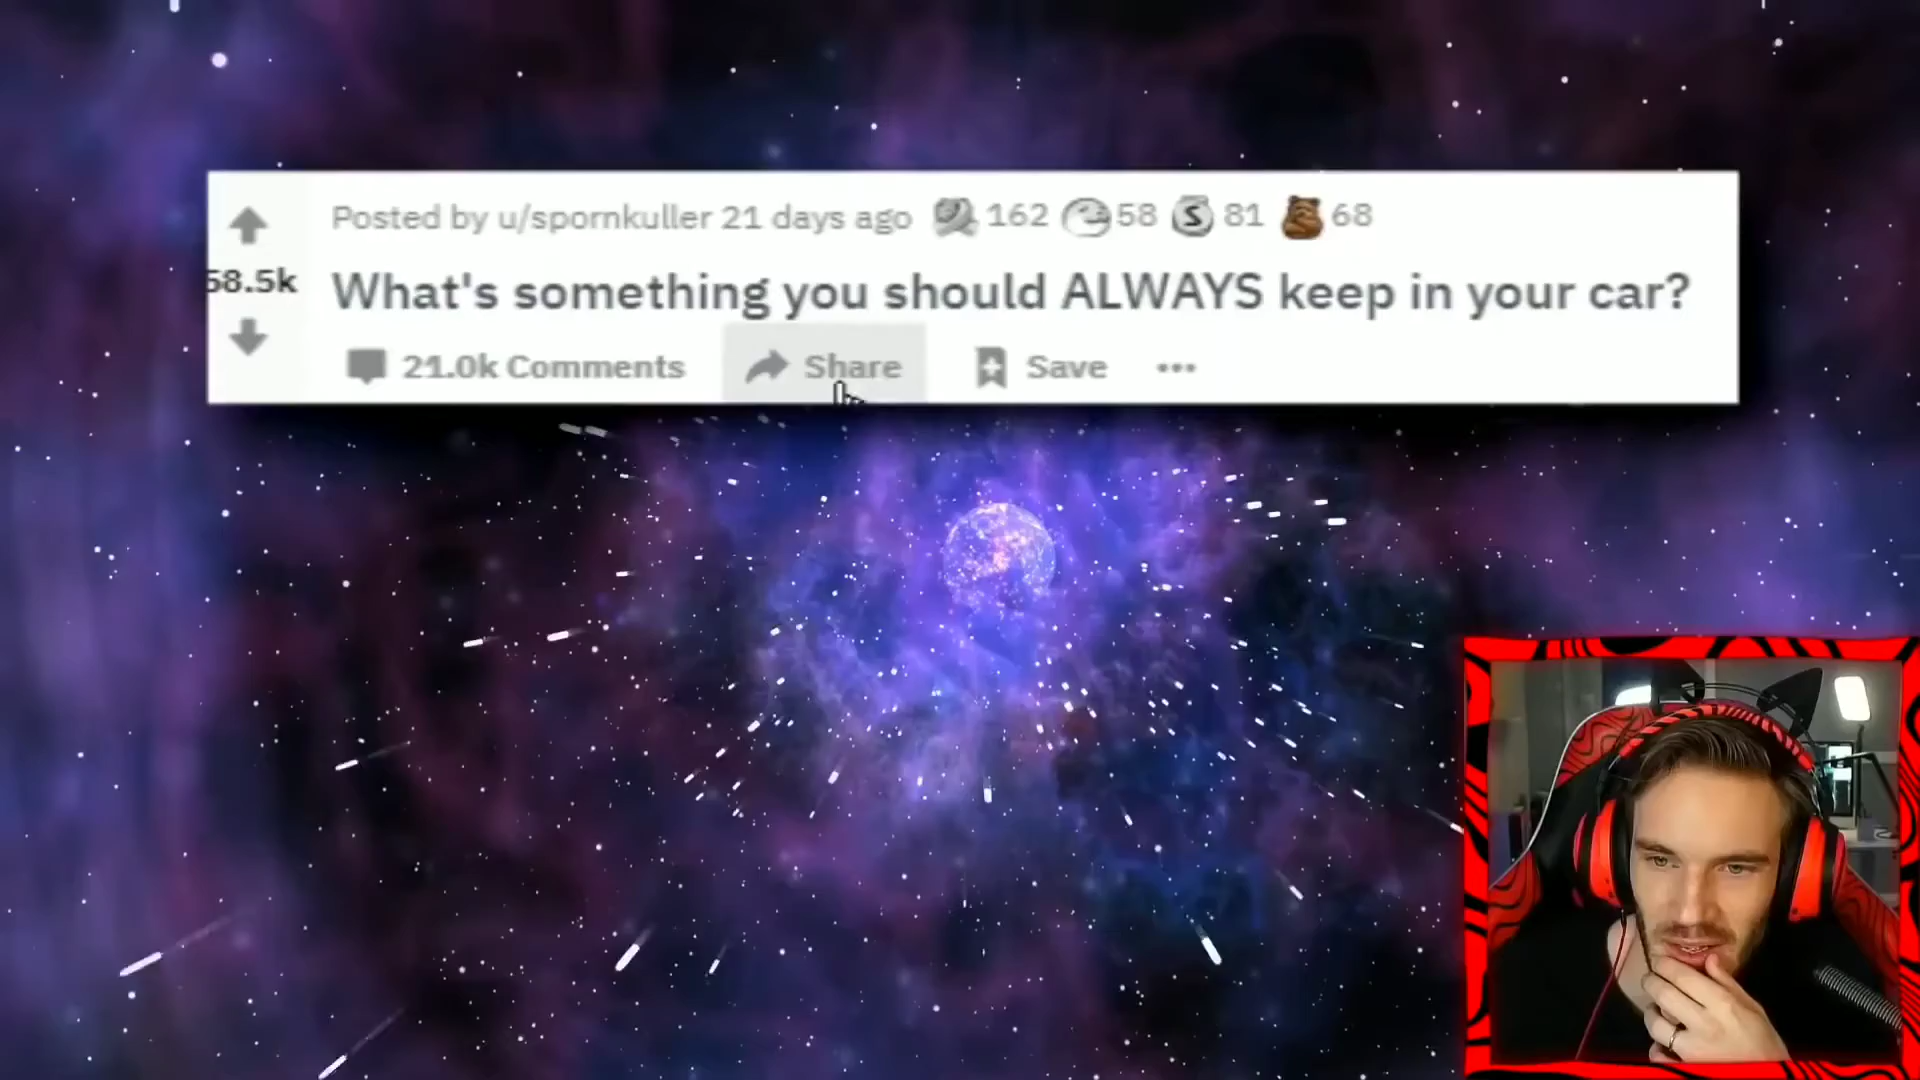 Posted by u/spornkuller 21 days ago 162 58 S 81 68
58.5k
What's something you should ALWAYS keep in your car?
21.0k Comments Share Save ...